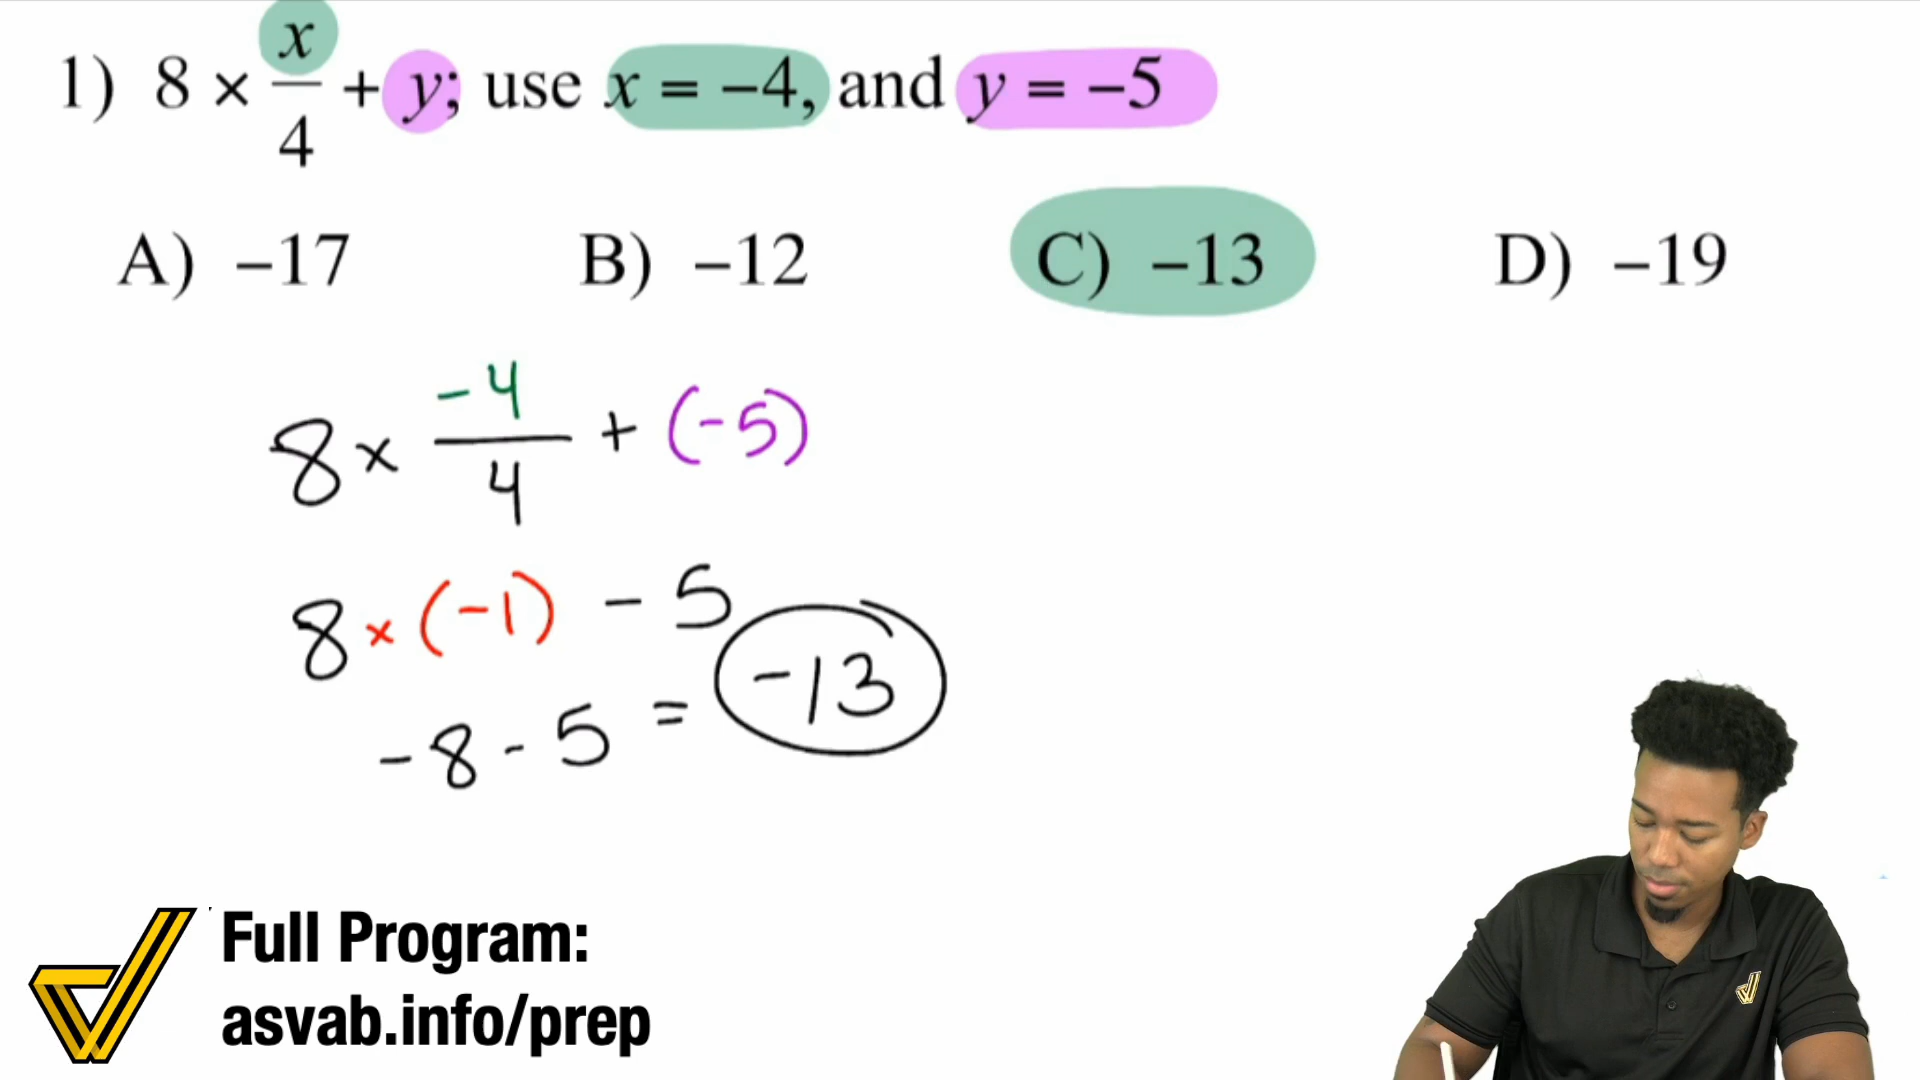 1) 8 × x/4 + y; use x = −4, and y = −5
A) −17 B) −12 C) −13 D) −19
8 × -4/4 + (-5)
8 × (-1) - 5
-8 - 5 = -13
Full Program:
asvab.info/prep